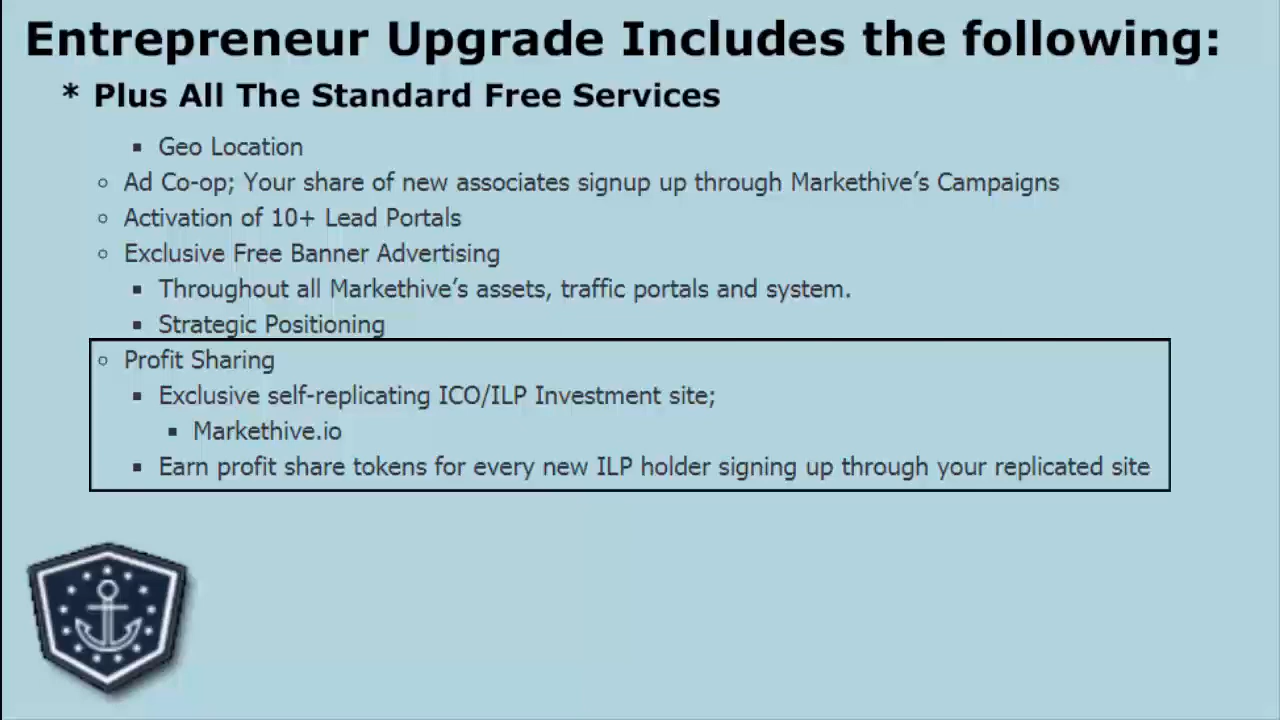 Entrepreneur Upgrade Includes the following:
* Plus All The Standard Free Services
▪ Geo Location
○ Ad Co-op; Your share of new associates signup up through Markethive’s Campaigns
○ Activation of 10+ Lead Portals
○ Exclusive Free Banner Advertising
▪ Throughout all Markethive’s assets, traffic portals and system.
▪ Strategic Positioning
○ Profit Sharing
▪ Exclusive self-replicating ICO/ILP Investment site;
▪ Markethive.io
▪ Earn profit share tokens for every new ILP holder signing up through your replicated site